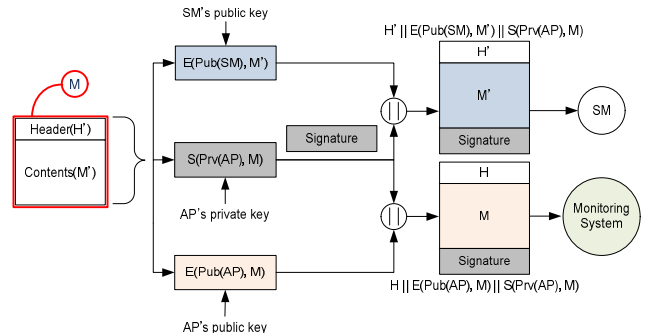 SM's public key
H' || E(Pub(SM), M') || S(Prv(AP), M)
M
E(Pub(SM), M')
H'
M'
||
SM
Header(H')
Signature
Signature
Contents(M')
S(Prv(AP), M)
H
AP's private key
||
M
Monitoring
System
E(Pub(AP), M)
Signature
H || E(Pub(AP), M) || S(Prv(AP), M)
AP's public key